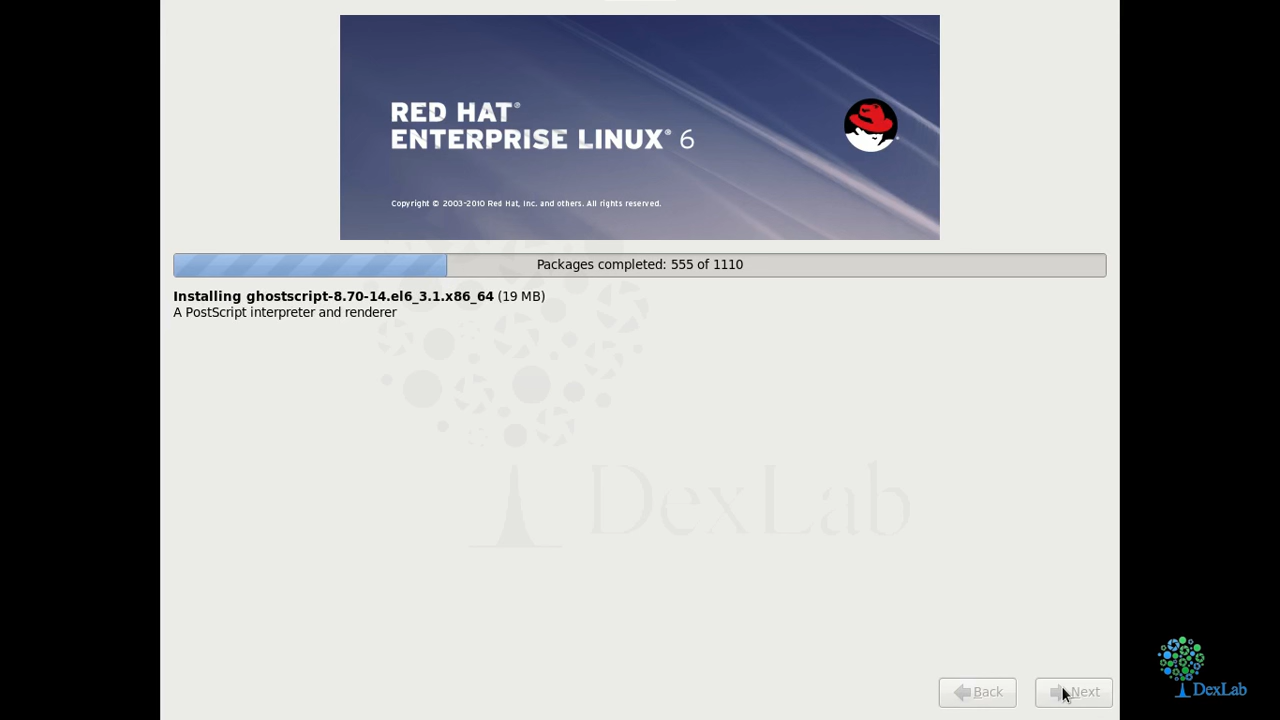 RED HAT®
ENTERPRISE LINUX® 6
Copyright © 2003-2010 Red Hat, Inc. and others. All rights reserved.
Packages completed: 555 of 1110
Installing ghostscript-8.70-14.el6_3.1.x86_64 (19 MB)
A PostScript interpreter and renderer
DexLab
Back
Next
DexLab